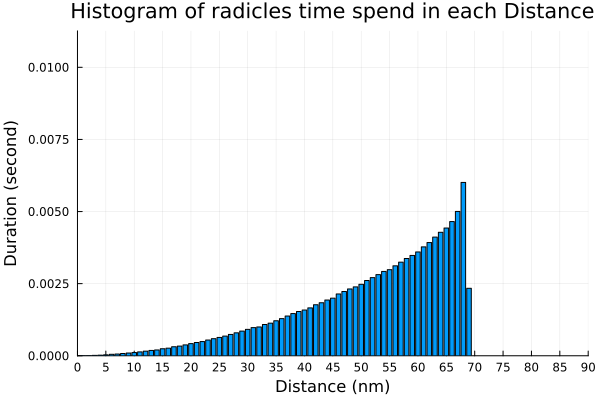 Histogram of radicles time spend in each Distance
0.0100
0.0075
0.0050
0.0025
0.0000
Duration (second)
0 5 10 15 20 25 30 35 40 45 50 55 60 65 70 75 80 85 90
Distance (nm)